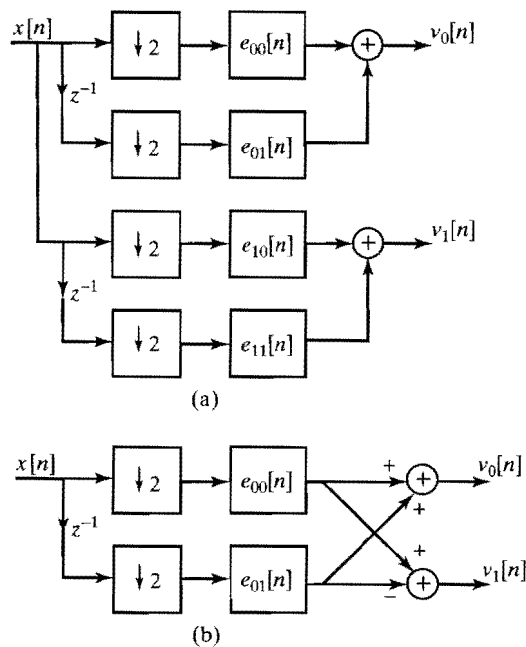 x[n] ↓ 2 e₀₀[n] + v₀[n]
z⁻¹
↓ 2 e₀₁[n]
↓ 2 e₁₀[n] + v₁[n]
z⁻¹
↓ 2 e₁₁[n]
(a)
x[n] ↓ 2 e₀₀[n] + + v₀[n]
z⁻¹ +
+
↓ 2 e₀₁[n] − + v₁[n]
(b)